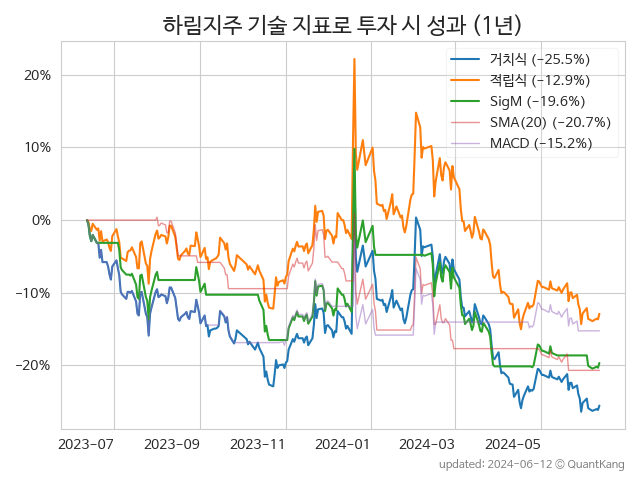 하림지주 기술 지표로 투자 시 성과 (1년)
거치식 (−25.5%)
적립식 (−12.9%)
SigM (−19.6%)
SMA(20) (−20.7%)
MACD (−15.2%)
20%
10%
0%
−10%
−20%
2023-07 2023-09 2023-11 2024-01 2024-03 2024-05
updated: 2024-06-12 © QuantKang